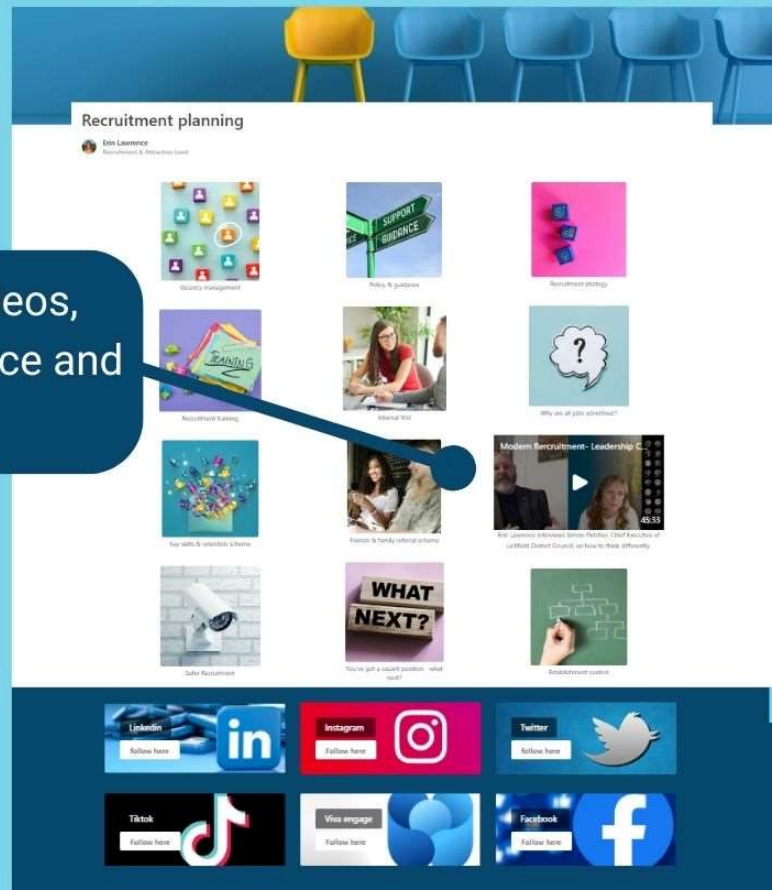 Recruitment planning
Erin Lawrence
Recruitment & Attraction Lead
SUPPORT
GUIDANCE
Vacancy management
Policy & guidance
Recruitment strategy
eos,
ce and
TRAINING
?
Recruitment training
Internal first
Why are all jobs advertised?
Modern Rercruitment- Leadership C...
45:33
Key skills & retention scheme
Friends & family referral scheme
Erin Lawrence interviews Simon Fletcher, Chief Executive of
District Council, on how to think differently.
WHAT
NEXT?
Safer Recruitment
You've got a vacant position - what
next?
Establishment control
Linkedin
Follow here
in
Instagram
Follow here
Twitter
Follow here
Tiktok
Follow here
Viva engage
Follow here
Facebook
Follow here